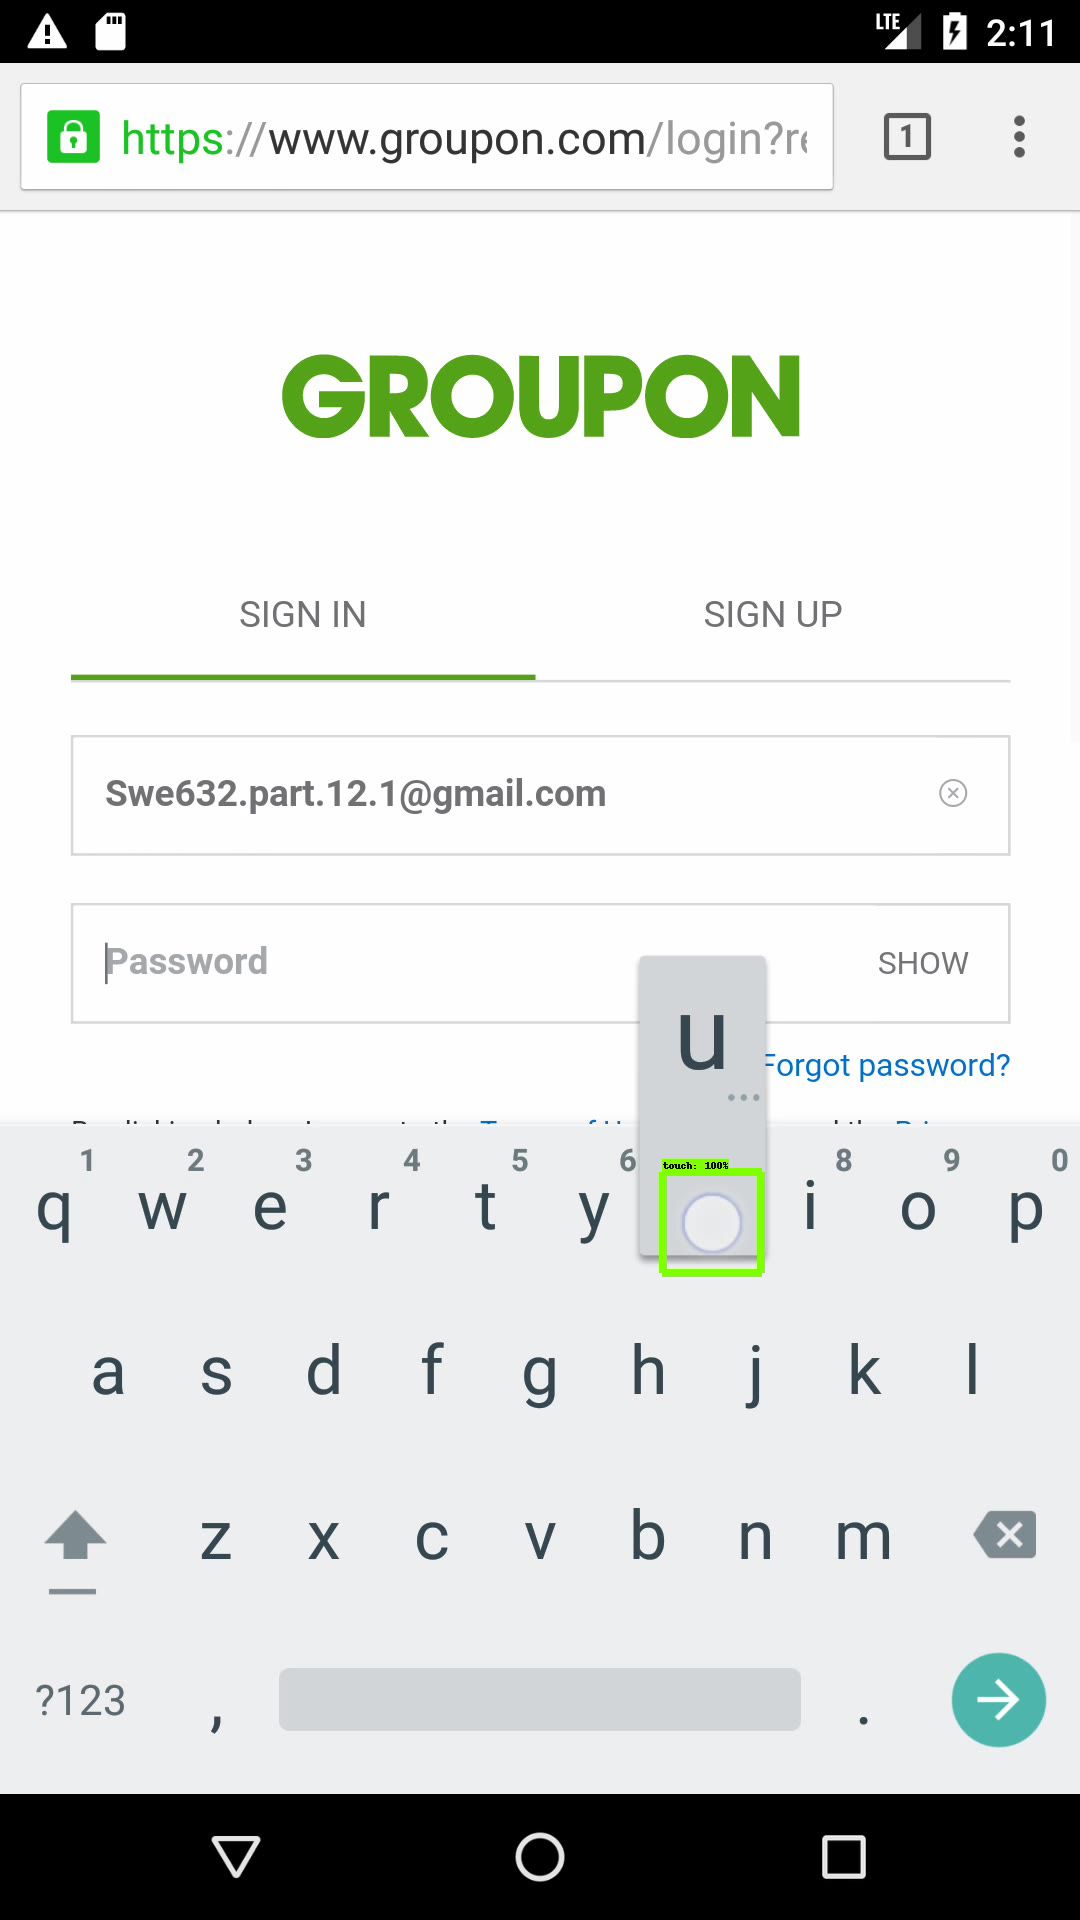 LTE 2:11
https://www.groupon.com/login?re
1
GROUPON
SIGN IN SIGN UP
Swe632.part.12.1@gmail.com
Password SHOW
u
Forgot password?
1 2 3 4 5 6 8 9 0
touch: 100%
q w e r t y i o p
a s d f g h j k l
z x c v b n m
?123 , .